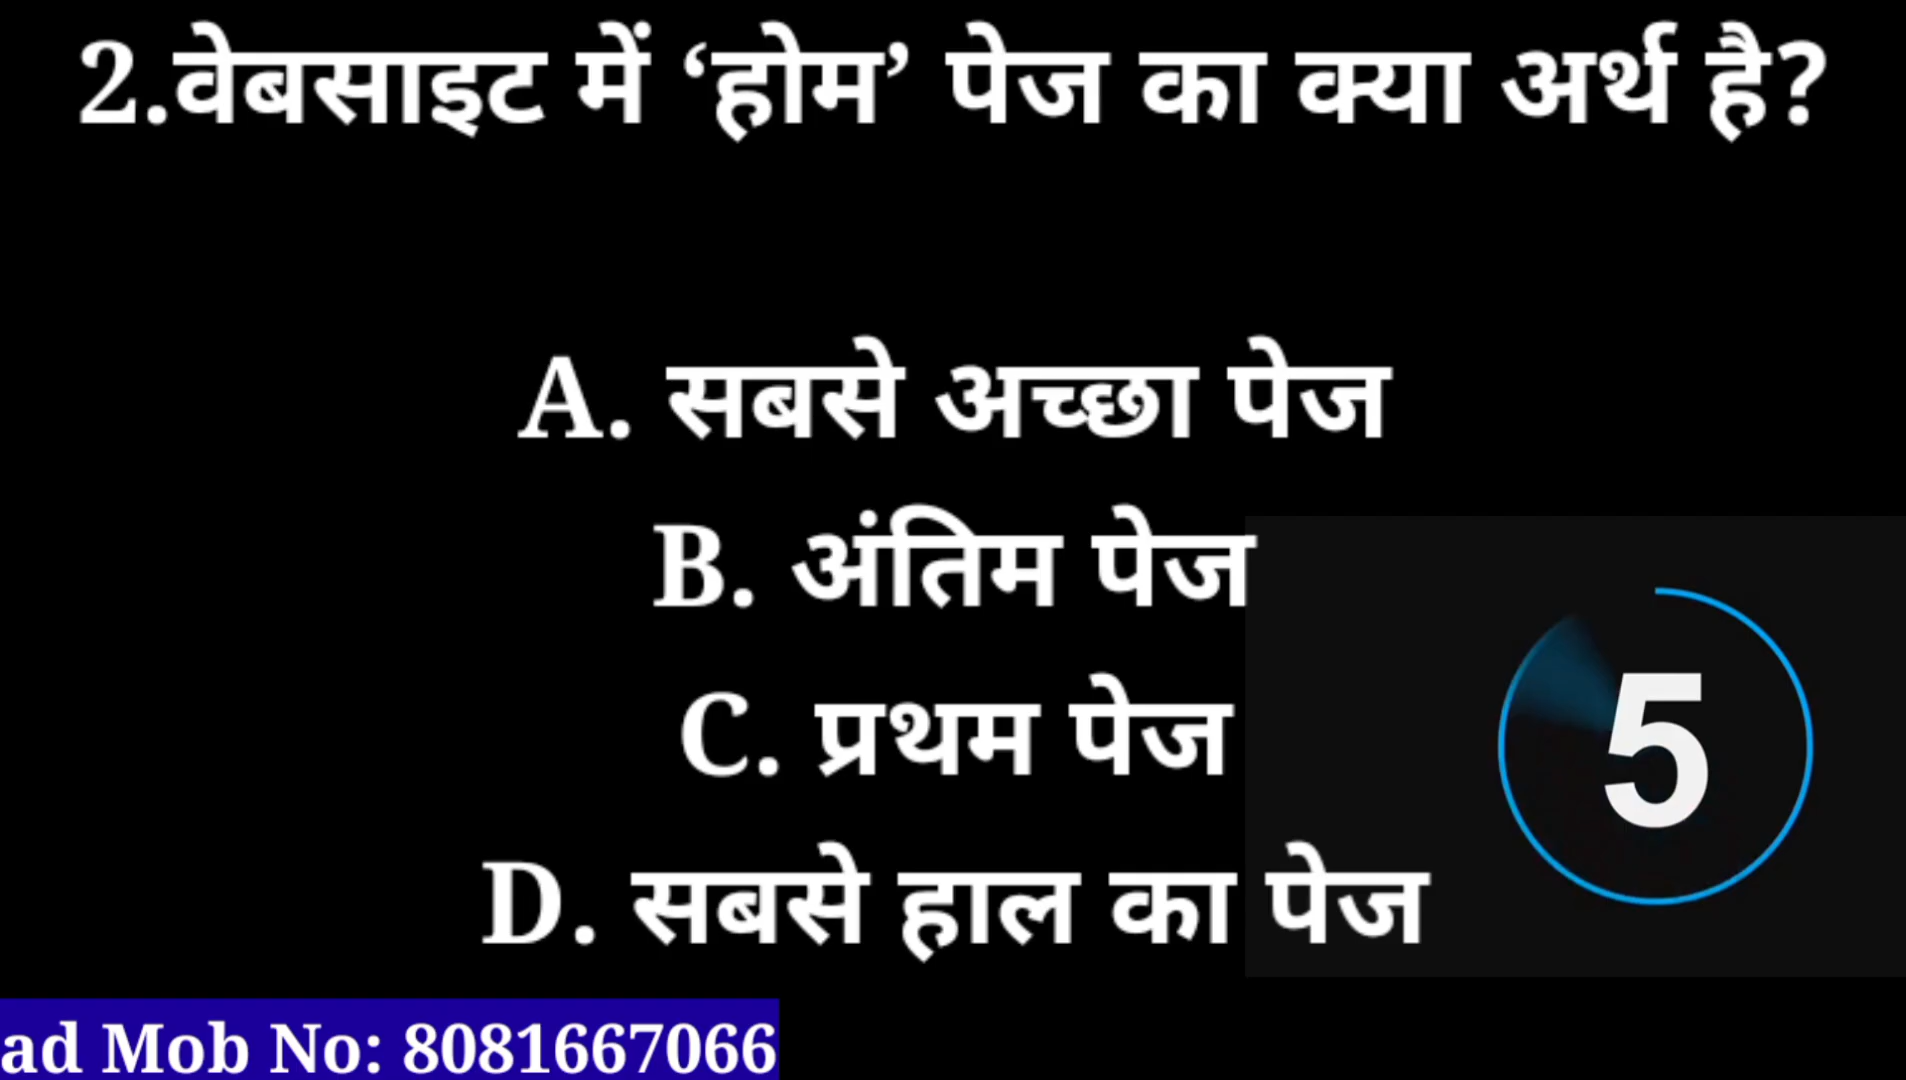 2.वेबसाइट में ‘होम’ पेज का क्या अर्थ है?
A. सबसे अच्छा पेज
B. अंतिम पेज
C. प्रथम पेज
5
D. सबसे हाल का पेज
ad Mob No: 8081667066